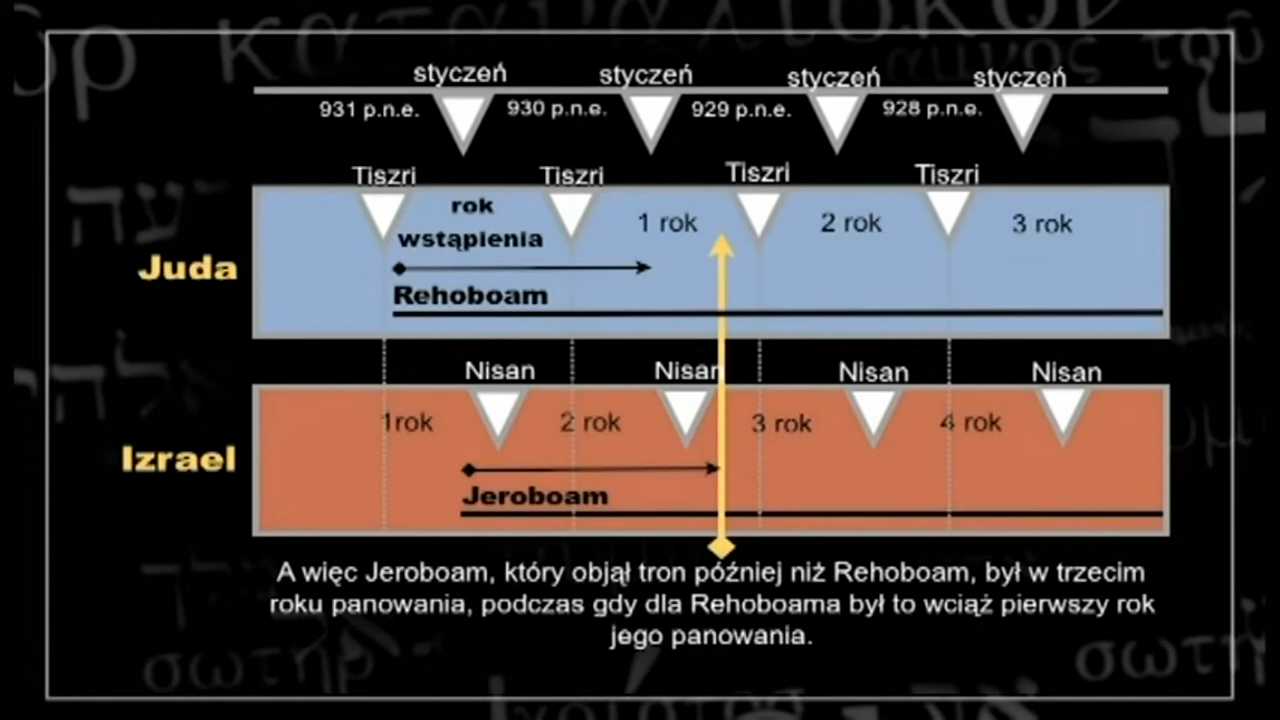 styczeń styczeń styczeń styczeń
931 p.n.e. 930 p.n.e. 929 p.n.e. 928 p.n.e.
Tiszri Tiszri Tiszri Tiszri
rok
wstąpienia
1 rok 2 rok 3 rok
Juda
Rehoboam
Nisan Nisan Nisan Nisan
1rok 2 rok 3 rok 4 rok
Izrael
Jeroboam
A więc Jeroboam, który objął tron później niż Rehoboam, był w trzecim
roku panowania, podczas gdy dla Rehoboama był to wciąż pierwszy rok
jego panowania.